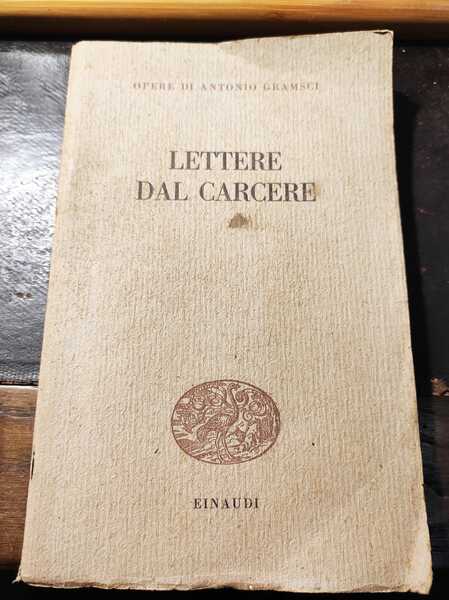 OPERE DI ANTONIO GRAMSCI
LETTERE
DAL CARCERE
EINAUDI